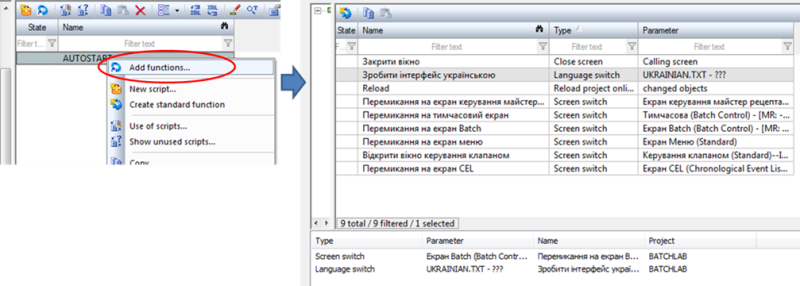 State Name
Filter t... Filter text
AUTOSTART
Add functions...
New script...
Create standard function
Use of scripts...
Show unused scripts...
Copy
State Name Type Parameter
F... Filter text Filter text Filter text
Закрити вікно Close screen Calling screen
Зробити інтерфейс українською Language switch UKRAINIAN.TXT - ???
Reload Reload project onli... changed objects
Перемикання на екран керування майстер... Screen switch Екран керування майстер рецепта...
Перемикання на тимчасовий екран Screen switch Тимчасова (Batch Control) - [MR: -...
Перемикання на екран Batch Screen switch Екран Batch (Batch Control) - [MR: ...
Перемикання на екран меню Screen switch Екран Меню (Standard)
Відкрити вікно керування клапаном Screen switch Керування клапаном (Standard)--I...
Перемикання на екран CEL Screen switch Екран CEL (Chronological Event Lis...
9 total / 9 filtered / 1 selected
Type Parameter Name Project
Screen switch Екран Batch (Batch Contr... Перемикання на екран B... BATCHLAB
Language switch UKRAINIAN.TXT - ??? Зробити інтерфейс украї... BATCHLAB